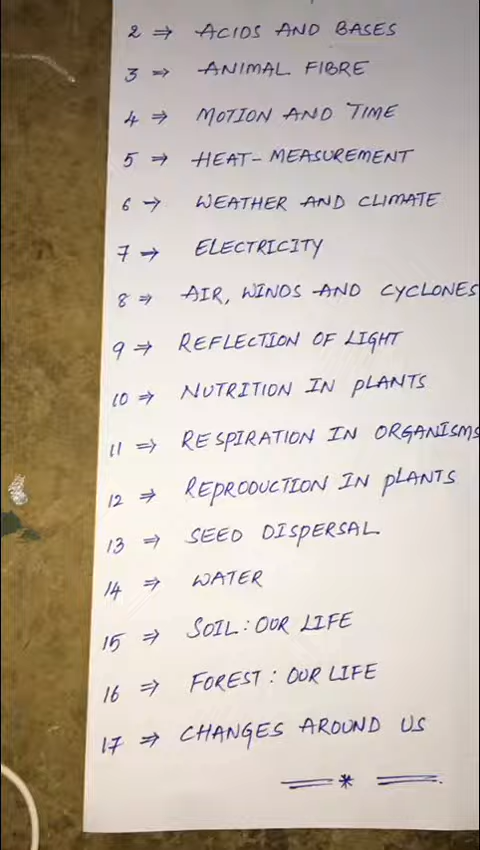 2 ⇒ ACIDS AND BASES
3 ⇒ ANIMAL FIBRE
4 ⇒ MOTION AND TIME
5 ⇒ HEAT-MEASUREMENT
6 → WEATHER AND CLIMATE
7 → ELECTRICITY
8 ⇒ AIR, WINDS AND CYCLONES
9 ⇒ REFLECTION OF LIGHT
10 ⇒ NUTRITION IN PLANTS
11 ⇒ RESPIRATION IN ORGANISMS
12 ⇒ REPRODUCTION IN PLANTS
13 ⇒ SEED DISPERSAL
14 ⇒ WATER
15 ⇒ SOIL: OUR LIFE
16 ⇒ FOREST: OUR LIFE
17 ⇒ CHANGES AROUND US